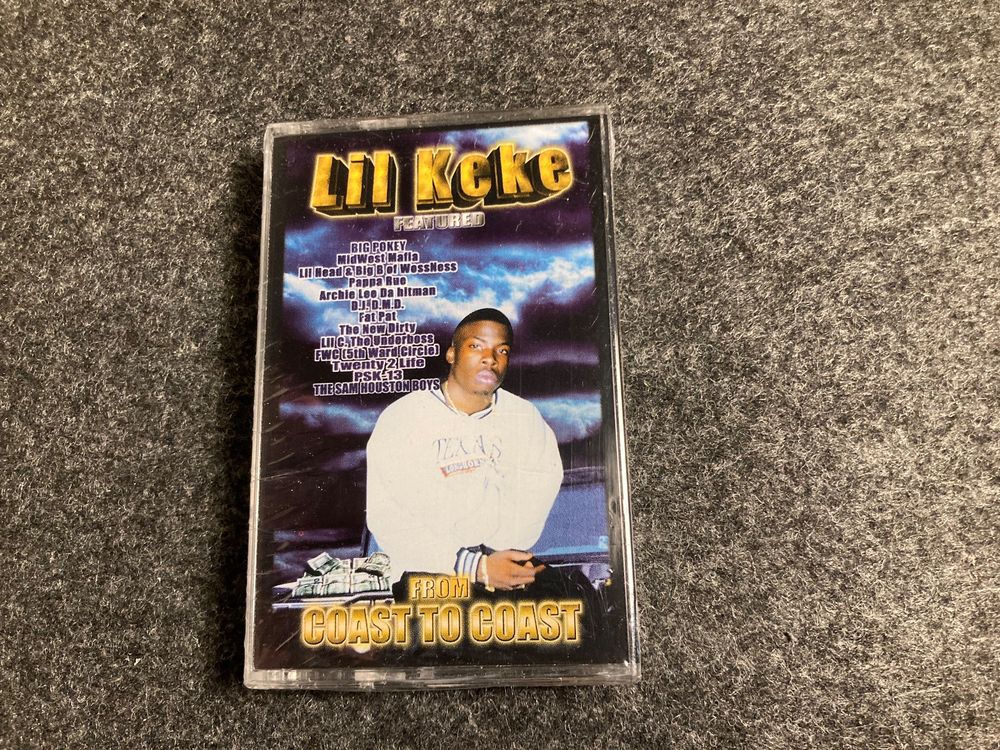 Lil Keke
FEATURED
BIG POKEY
MidWest Mafia
Lil Head & Big B of WessNess
Pappa Rue
Archie Lee Da hitman
D.J. D.M.D.
Fat Pat
The New Dirty
Lil C. The Underboss
FWC (5th Ward Circle)
Twenty 2 Life
PSK-13
THE SAM HOUSTON BOYS
TEXAS
FROM
COAST TO COAST